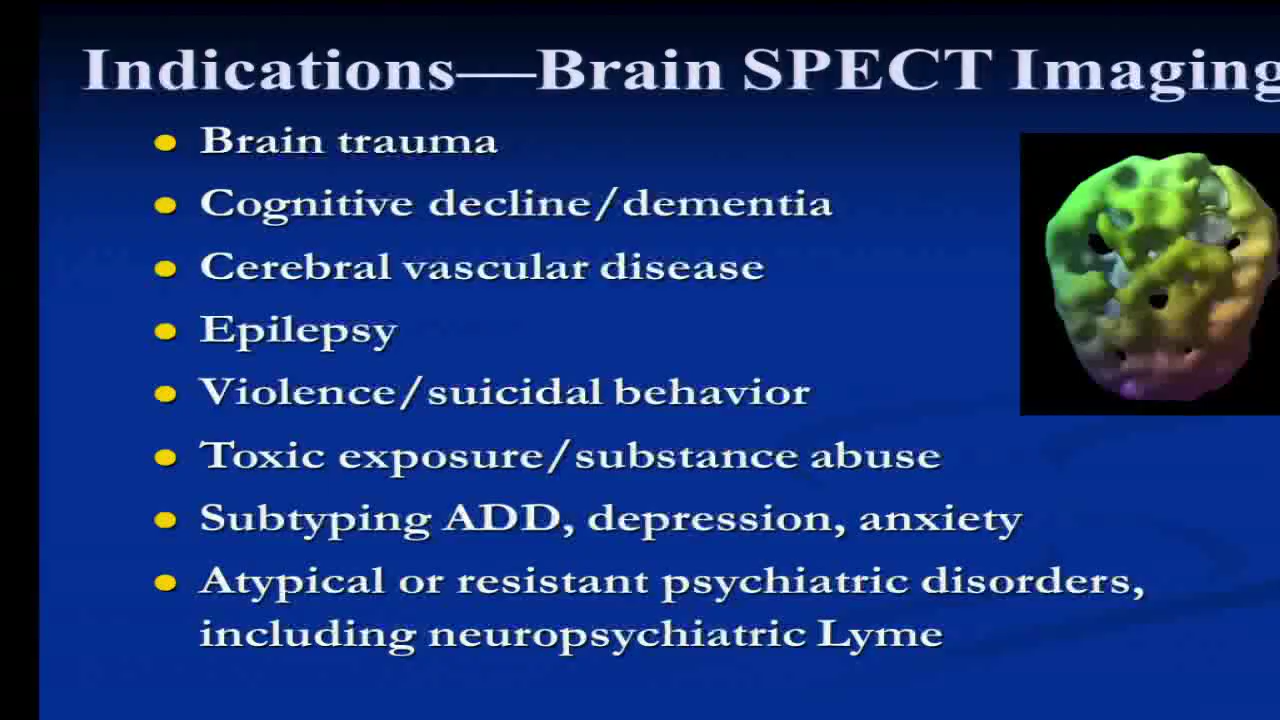 Indications—Brain SPECT Imaging
Brain trauma
Cognitive decline/dementia
Cerebral vascular disease
Epilepsy
Violence/suicidal behavior
Toxic exposure/substance abuse
Subtyping ADD, depression, anxiety
Atypical or resistant psychiatric disorders,
including neuropsychiatric Lyme